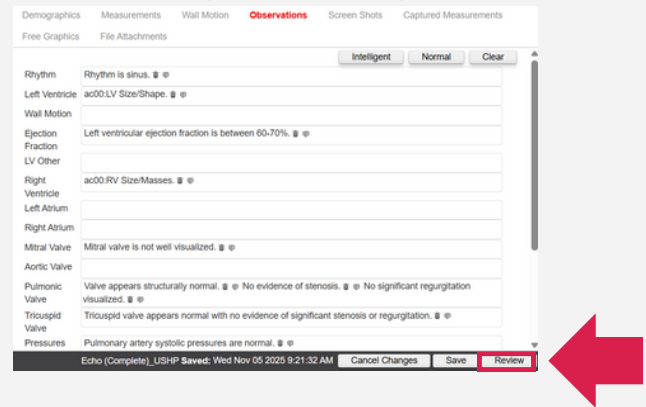 Demographics Measurements Wall Motion Observations Screen Shots Captured Measurements
Free Graphics File Attachments
Intelligent Normal Clear
Rhythm Rhythm is sinus.
Left Ventricle ac00:LV Size/Shape.
Wall Motion
Ejection Left ventricular ejection fraction is between 60-70%.
Fraction
LV Other
Right ac00:RV Size/Masses.
Ventricle
Left Atrium
Right Atrium
Mitral Valve Mitral valve is not well visualized.
Aortic Valve
Pulmonic Valve appears structurally normal. No evidence of stenosis. No significant regurgitation
Valve visualized.
Tricuspid Tricuspid valve appears normal with no evidence of significant stenosis or regurgitation.
Valve
Pressures Pulmonary artery systolic pressures are normal.
Echo (Complete)_USHP Saved: Wed Nov 05 2025 9:21:32 AM Cancel Changes Save Review